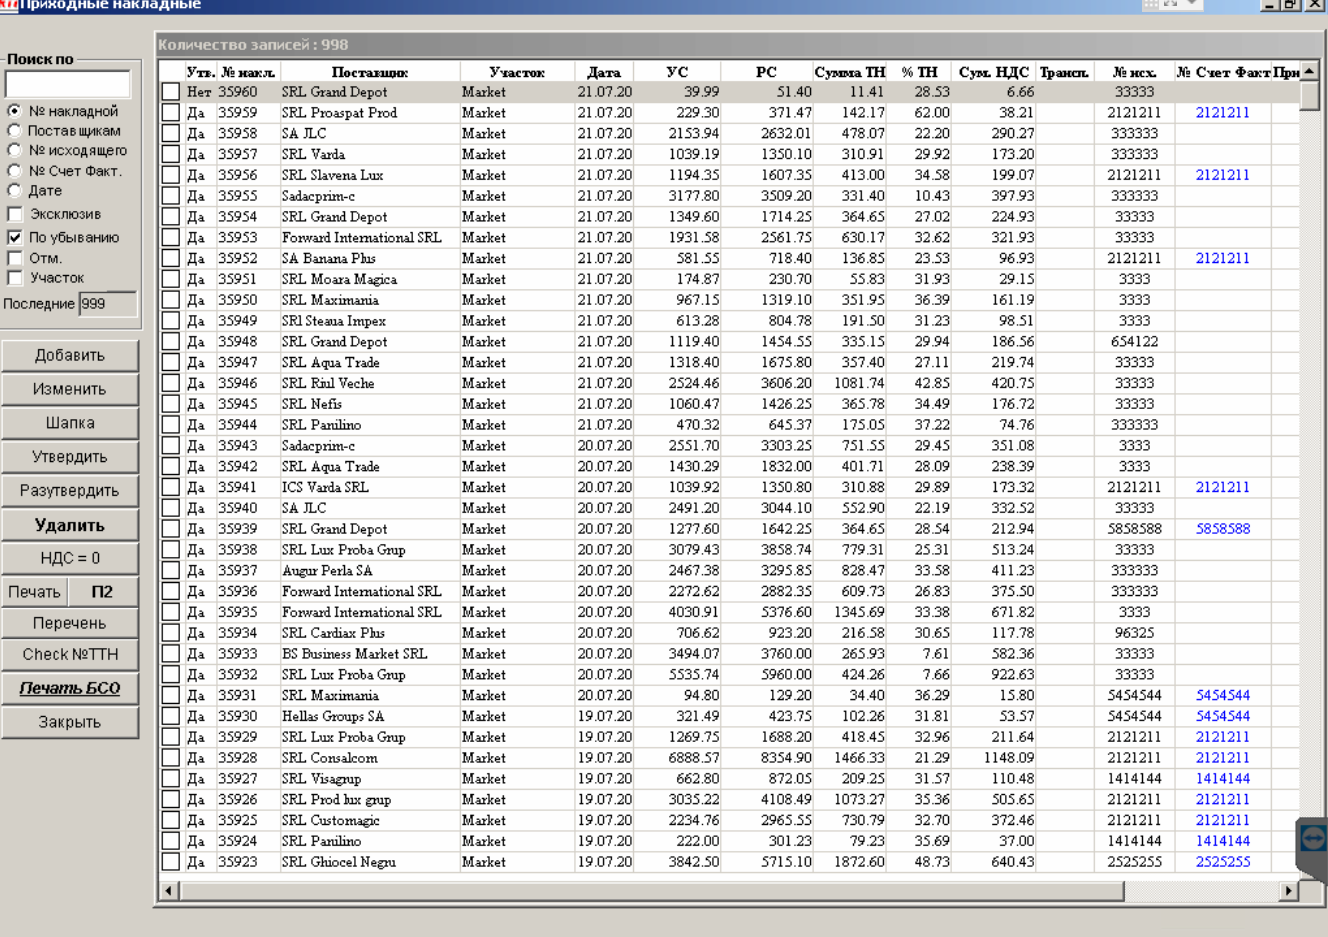 Приходные накладные
Количество записей : 998
Поиск по
№ накладной
Поставщикам
№ исходящего
№ Счет Факт.
Дате
Эксклюзив
По убыванию
Отм.
Участок
Последние 999
Добавить
Изменить
Шапка
Утвердить
Разутвердить
Удалить
НДС = 0
Печать П2
Перечень
Check №ТТН
Печать БСО
Закрыть
Утв. № накл. Поставщик Участок Дата УС РС Сумма ТН % ТН Сум. НДС Трансп. № исх. № Счет Факт При
Нет 35960 SRL Grand Depot Market 21.07.20 39.99 51.40 11.41 28.53 6.66 33333
Да 35959 SRL Proaspat Prod Market 21.07.20 229.30 371.47 142.17 62.00 38.21 2121211 2121211
Да 35958 SA JLC Market 21.07.20 2153.94 2632.01 478.07 22.20 290.27 333333
Да 35957 SRL Varda Market 21.07.20 1039.19 1350.10 310.91 29.92 173.20 333333
Да 35956 SRL Slavena Lux Market 21.07.20 1194.35 1607.35 413.00 34.58 199.07 2121211 2121211
Да 35955 Sadacprim-c Market 21.07.20 3177.80 3509.20 331.40 10.43 397.93 333333
Да 35954 SRL Grand Depot Market 21.07.20 1349.60 1714.25 364.65 27.02 224.93 33333
Да 35953 Forward International SRL Market 21.07.20 1931.58 2561.75 630.17 32.62 321.93 33333
Да 35952 SA Banana Plus Market 21.07.20 581.55 718.40 136.85 23.53 96.93 2121211 2121211
Да 35951 SRL Moara Magica Market 21.07.20 174.87 230.70 55.83 31.93 29.15 3333
Да 35950 SRL Maximania Market 21.07.20 967.15 1319.10 351.95 36.39 161.19 3333
Да 35949 SRl Steaua Impex Market 21.07.20 613.28 804.78 191.50 31.23 98.51 3333
Да 35948 SRL Grand Depot Market 21.07.20 1119.40 1454.55 335.15 29.94 186.56 654122
Да 35947 SRL Aqua Trade Market 21.07.20 1318.40 1675.80 357.40 27.11 219.74 33333
Да 35946 SRL Riul Veche Market 21.07.20 2524.46 3606.20 1081.74 42.85 420.75 33333
Да 35945 SRL Nefis Market 21.07.20 1060.47 1426.25 365.78 34.49 176.72 33333
Да 35944 SRL Panilino Market 21.07.20 470.32 645.37 175.05 37.22 74.76 333333
Да 35943 Sadacprim-c Market 20.07.20 2551.70 3303.25 751.55 29.45 351.08 3333
Да 35942 SRL Aqua Trade Market 20.07.20 1430.29 1832.00 401.71 28.09 238.39 3333
Да 35941 ICS Varda SRL Market 20.07.20 1039.92 1350.80 310.88 29.89 173.32 2121211 2121211
Да 35940 SA JLC Market 20.07.20 2491.20 3044.10 552.90 22.19 332.52 33333
Да 35939 SRL Grand Depot Market 20.07.20 1277.60 1642.25 364.65 28.54 212.94 5858588 5858588
Да 35938 SRL Lux Proba Grup Market 20.07.20 3079.43 3858.74 779.31 25.31 513.24 33333
Да 35937 Augur Perla SA Market 20.07.20 2467.38 3295.85 828.47 33.58 411.23 333333
Да 35936 Forward International SRL Market 20.07.20 2272.62 2882.35 609.73 26.83 375.50 333333
Да 35935 Forward International SRL Market 20.07.20 4030.91 5376.60 1345.69 33.38 671.82 3333
Да 35934 SRL Cardiax Plus Market 20.07.20 706.62 923.20 216.58 30.65 117.78 96325
Да 35933 BS Business Market SRL Market 20.07.20 3494.07 3760.00 265.93 7.61 582.36 33333
Да 35932 SRL Lux Proba Grup Market 20.07.20 5535.74 5960.00 424.26 7.66 922.63 33333
Да 35931 SRL Maximania Market 20.07.20 94.80 129.20 34.40 36.29 15.80 5454544 5454544
Да 35930 Hellas Groups SA Market 19.07.20 321.49 423.75 102.26 31.81 53.57 5454544 5454544
Да 35929 SRL Lux Proba Grup Market 19.07.20 1269.75 1688.20 418.45 32.96 211.64 2121211 2121211
Да 35928 SRL Consalcom Market 19.07.20 6888.57 8354.90 1466.33 21.29 1148.09 2121211 2121211
Да 35927 SRL Visagrup Market 19.07.20 662.80 872.05 209.25 31.57 110.48 1414144 1414144
Да 35926 SRL Prod lux grup Market 19.07.20 3035.22 4108.49 1073.27 35.36 505.65 2121211 2121211
Да 35925 SRL Customagic Market 19.07.20 2234.76 2965.55 730.79 32.70 372.46 2121211 2121211
Да 35924 SRL Panilino Market 19.07.20 222.00 301.23 79.23 35.69 37.00 1414144 1414144
Да 35923 SRL Ghiocel Negru Market 19.07.20 3842.50 5715.10 1872.60 48.73 640.43 2525255 2525255